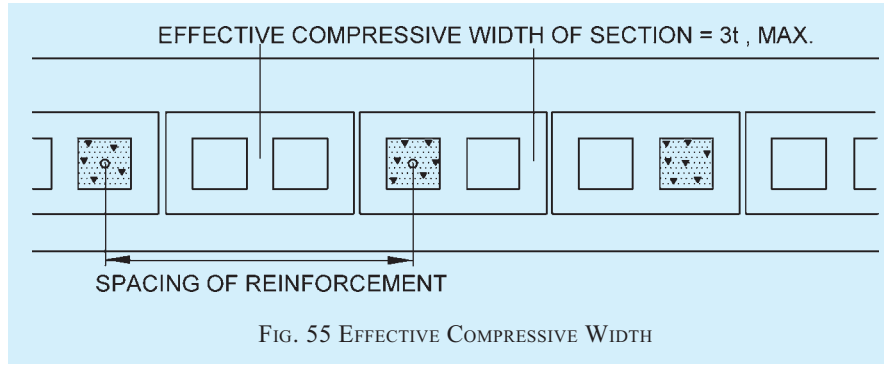 EFFECTIVE COMPRESSIVE WIDTH OF SECTION = 3t , MAX.
SPACING OF REINFORCEMENT
FIG. 55 EFFECTIVE COMPRESSIVE WIDTH